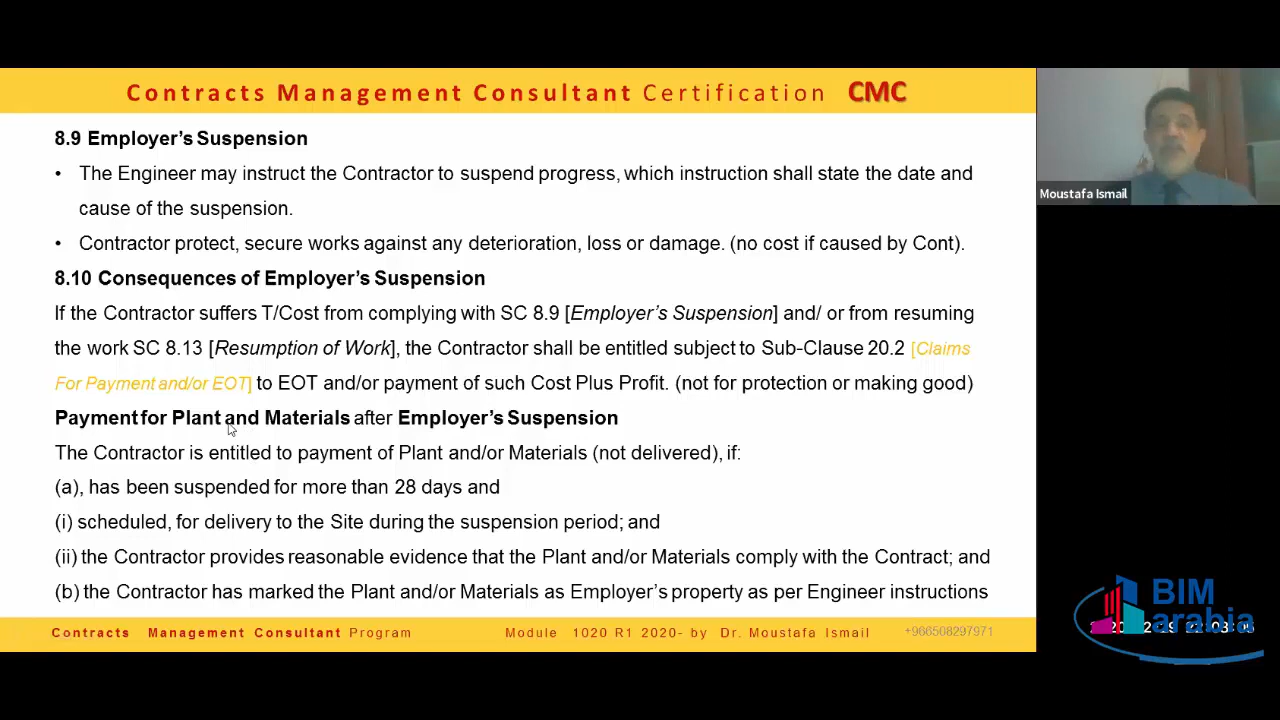 Contracts Management Consultant Certification CMC
8.9 Employer's Suspension
• The Engineer may instruct the Contractor to suspend progress, which instruction shall state the date and
cause of the suspension.
• Contractor protect, secure works against any deterioration, loss or damage. (no cost if caused by Cont).
8.10 Consequences of Employer's Suspension
If the Contractor suffers T/Cost from complying with SC 8.9 [Employer's Suspension] and/ or from resuming
the work SC 8.13 [Resumption of Work], the Contractor shall be entitled subject to Sub-Clause 20.2 [Claims
For Payment and/or EOT] to EOT and/or payment of such Cost Plus Profit. (not for protection or making good)
Payment for Plant and Materials after Employer's Suspension
The Contractor is entitled to payment of Plant and/or Materials (not delivered), if:
(a), has been suspended for more than 28 days and
(i) scheduled, for delivery to the Site during the suspension period; and
(ii) the Contractor provides reasonable evidence that the Plant and/or Materials comply with the Contract; and
(b) the Contractor has marked the Plant and/or Materials as Employer's property as per Engineer instructions
Contracts Management Consultant Program Module 1020 R1 2020- by Dr. Moustafa Ismail +966508297971
Moustafa Ismail
BIM
arabia